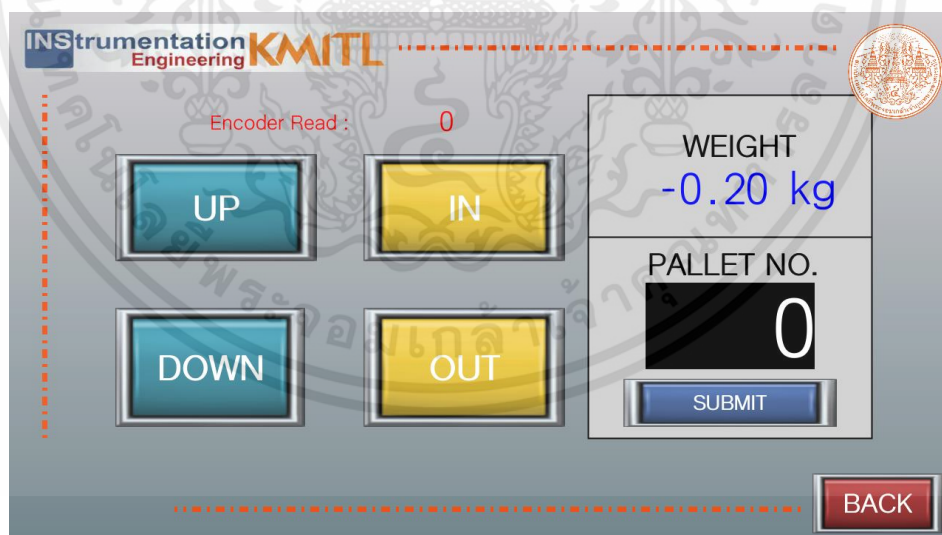 INStrumentation
Engineering KMITL
Encoder Read : 0
UP
IN
DOWN
OUT
WEIGHT
-0.20 kg
PALLET NO.
0
SUBMIT
BACK